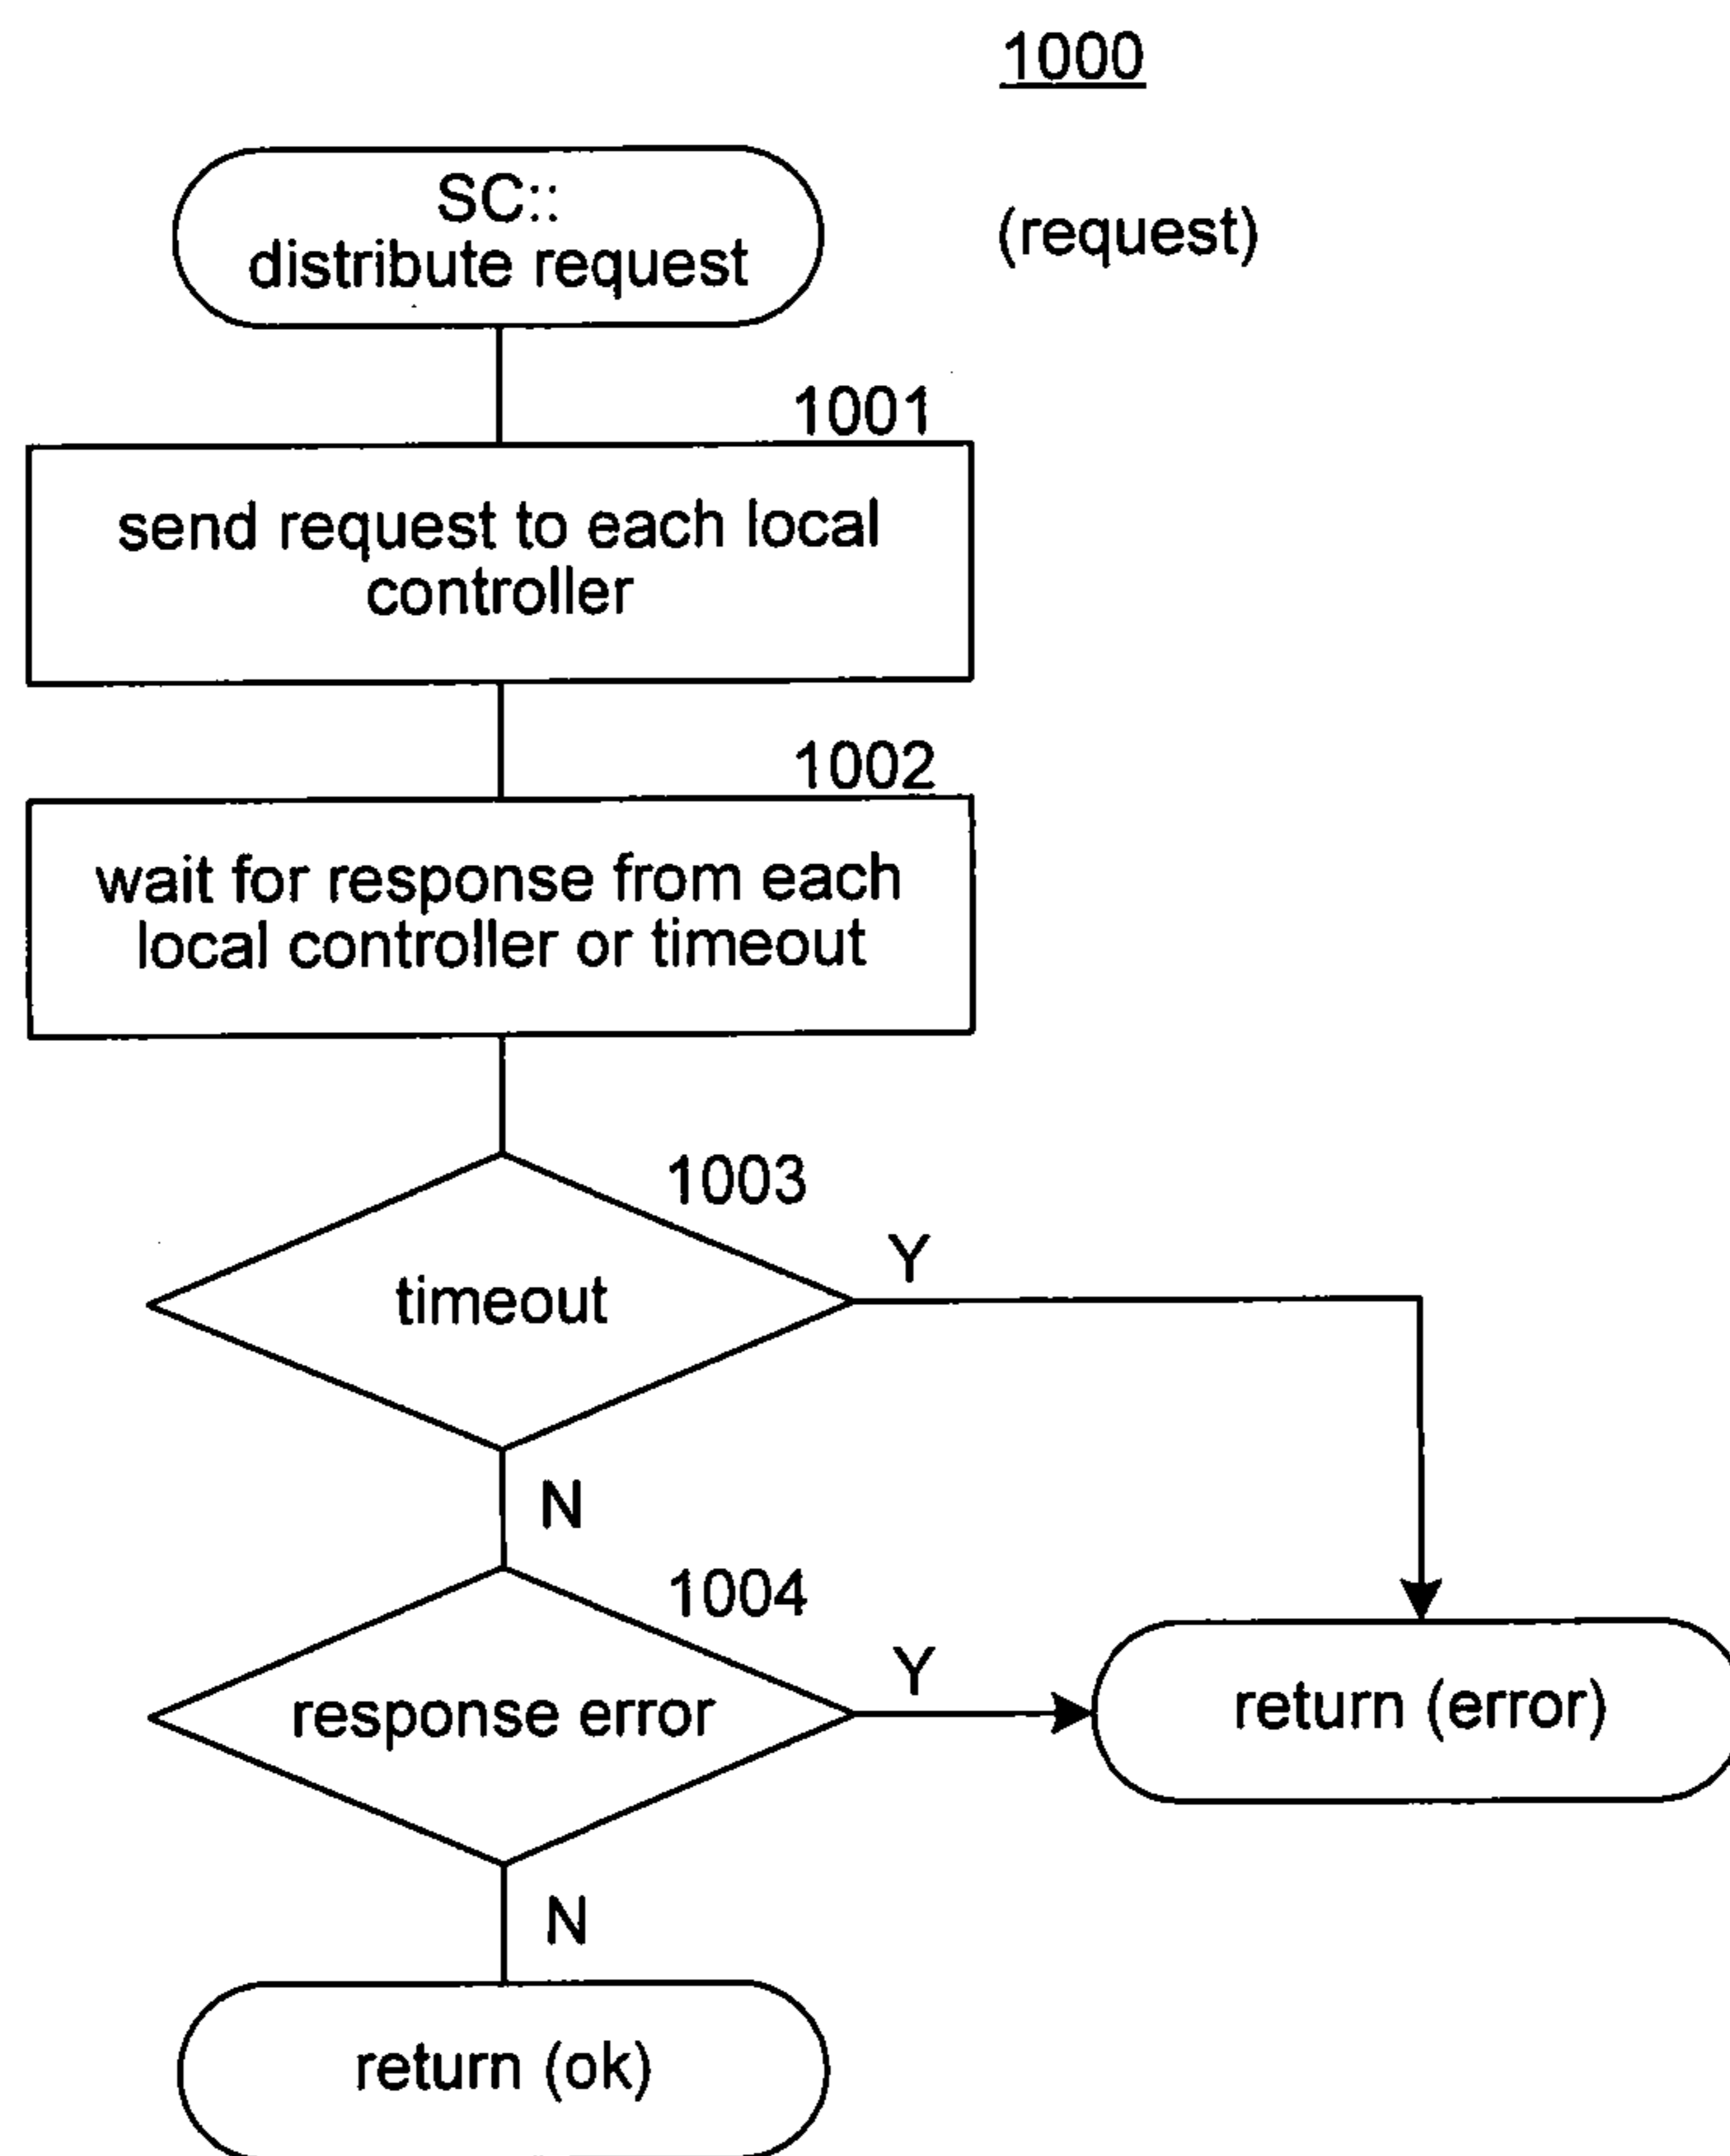 1000
SC::
distribute request
(request)
1001
send request to each local
controller
1002
wait for response from each
local controller or timeout
1003
timeout
Y
N
1004
response error
Y
return (error)
N
return (ok)